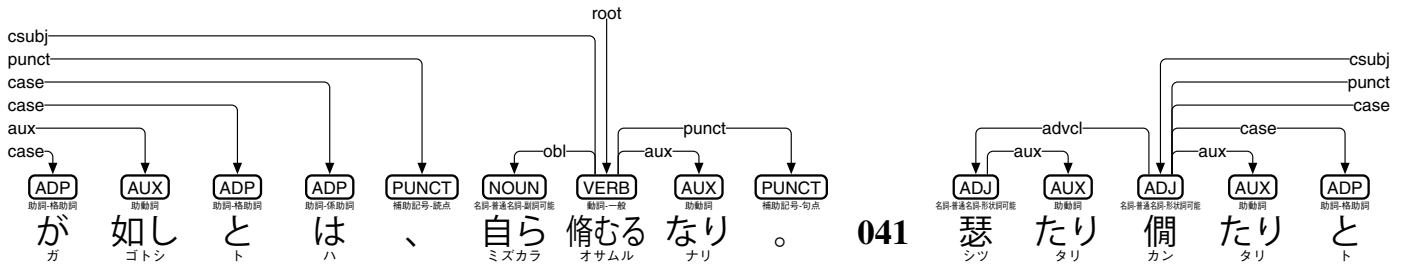 root
csubj
punct csubj
case punct
case case
aux punct advcl case
case obl aux aux aux
ADP AUX ADP ADP PUNCT NOUN VERB AUX PUNCT ADJ AUX ADJ AUX ADP
助詞-格助詞 助動詞 助詞-格助詞 助詞-係助詞 補助記号-読点 名詞-普通名詞-副詞可能 動詞-一般 助動詞 補助記号-句点 名詞-普通名詞-形状詞可能 助動詞 名詞-普通名詞-形状詞可能 助動詞 助詞-格助詞
が 如し と は 、 自ら脩むる なり 。 041 瑟 たり 僩 たり と
ガ ゴトシ ト ハ ミズカラ オサムル ナリ シツ タリ カン タリ ト